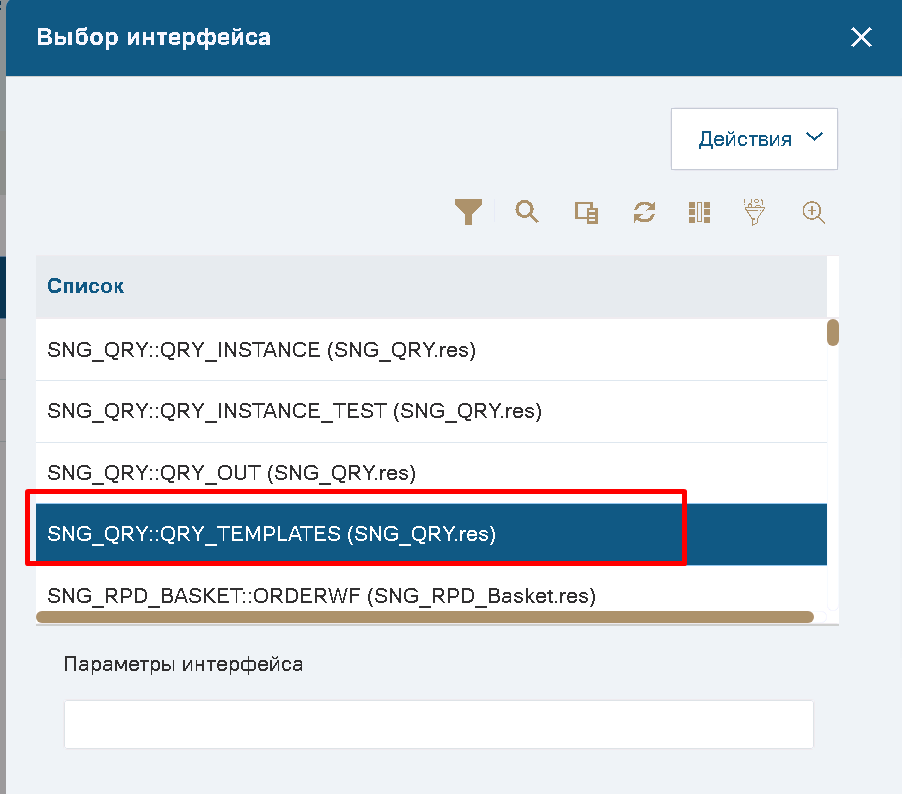 Выбор интерфейса
Действия
Список
SNG_QRY::QRY_INSTANCE (SNG_QRY.res)
SNG_QRY::QRY_INSTANCE_TEST (SNG_QRY.res)
SNG_QRY::QRY_OUT (SNG_QRY.res)
SNG_QRY::QRY_TEMPLATES (SNG_QRY.res)
SNG_RPD_BASKET::ORDERWF (SNG_RPD_Basket.res)
Параметры интерфейса